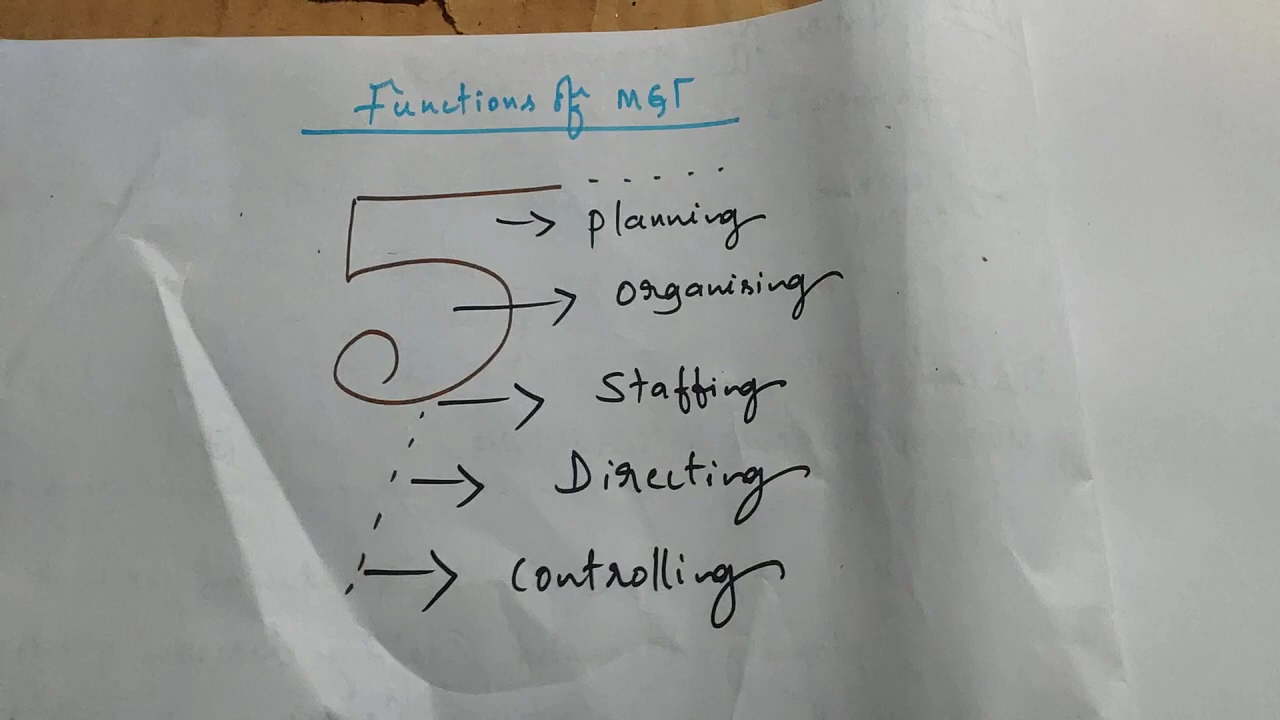 Functions of MGT
5
→ Planning
→ Organising
→ Staffing
→ Directing
→ Controlling